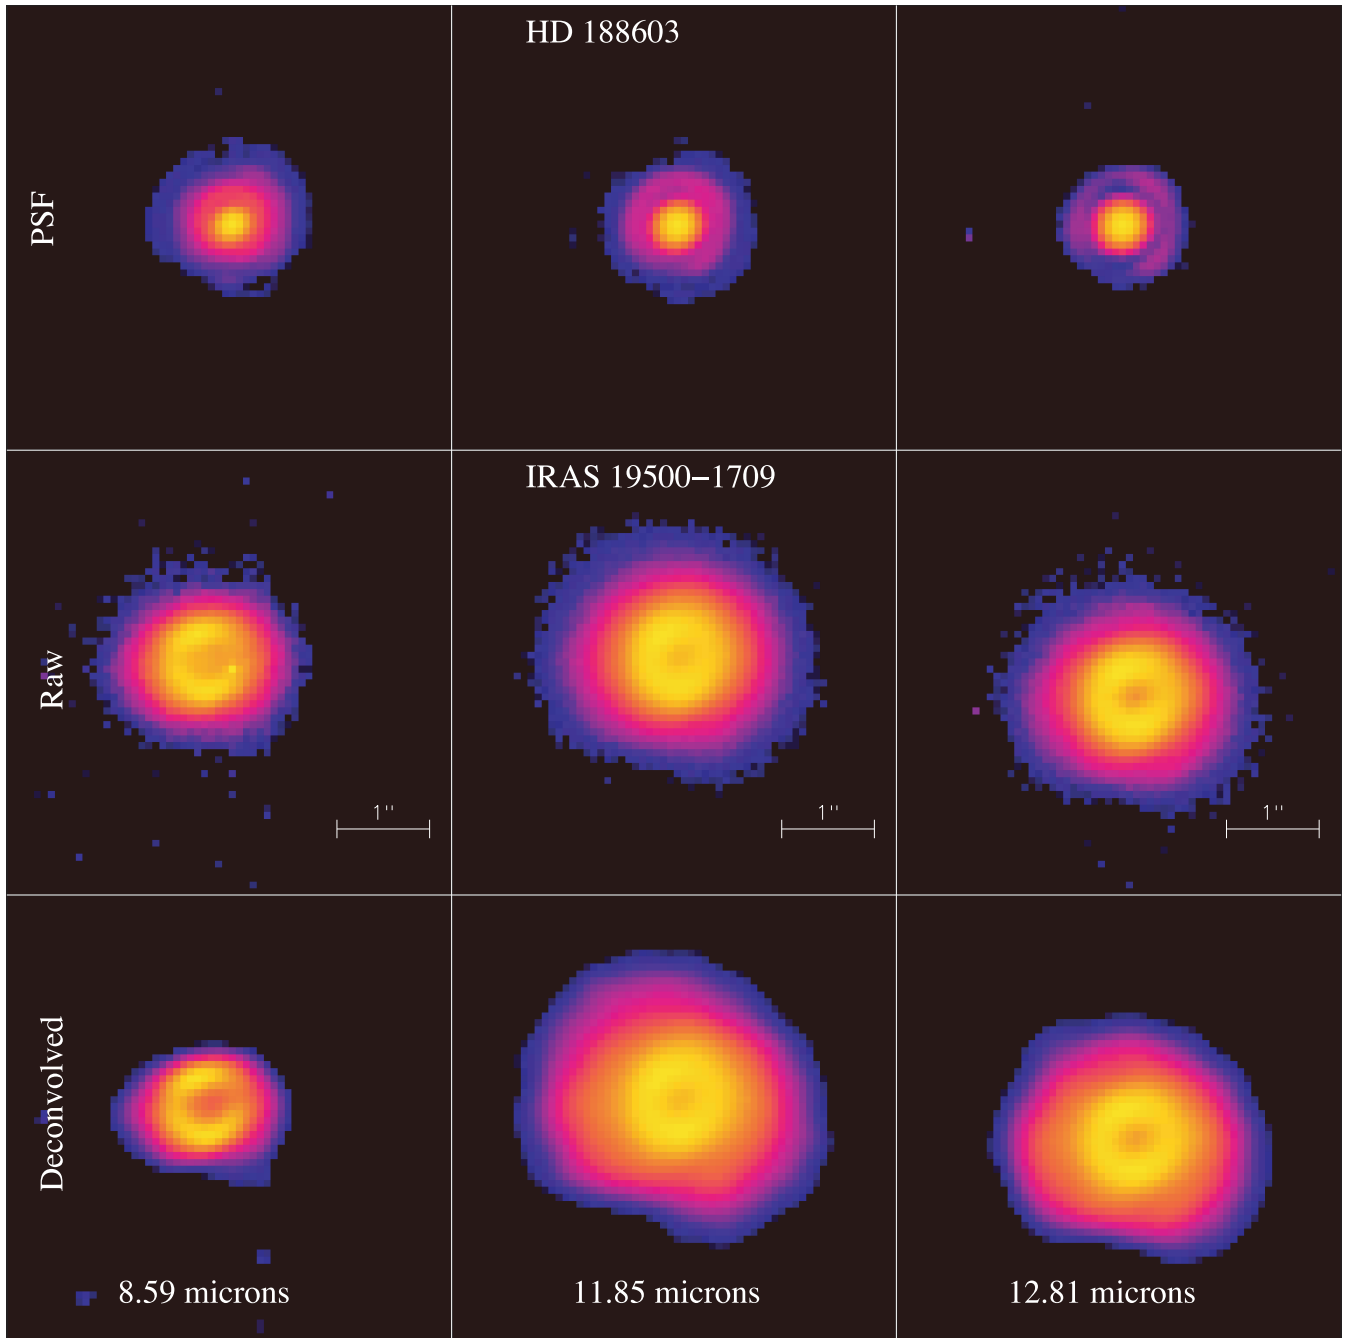 HD 188603
PSF
IRAS 19500−1709
Raw
1''
1''
1''
Deconvolved
8.59 microns
11.85 microns
12.81 microns